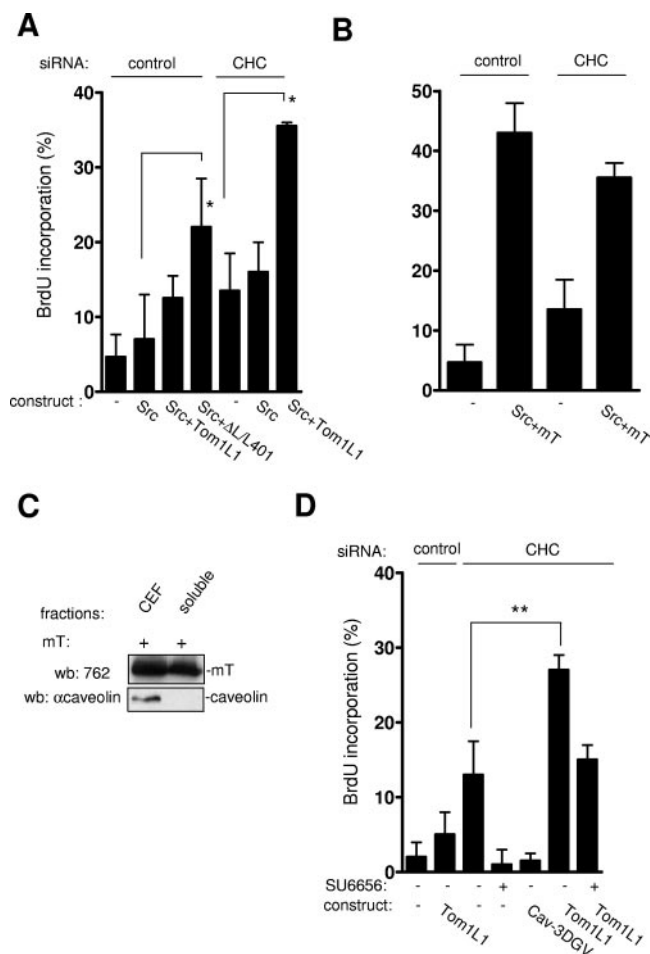 A
siRNA: control CHC
40
30
20
10
0
BrdU incorporation (%)
*
*
construct : - Src Src+Tom1L1 Src+ΔL/L401 - Src Src+Tom1L1
B
control CHC
50
40
30
20
10
0
- Src+mT - Src+mT
C
fractions: CEF soluble
mT: + +
wb: 762 -mT
wb: αcaveolin -caveolin
D
siRNA: control CHC
40
30
20
10
0
BrdU incorporation (%)
**
SU6656: - - - + - - +
construct: - Tom1L1 - - Cav-3DGV Tom1L1 Tom1L1